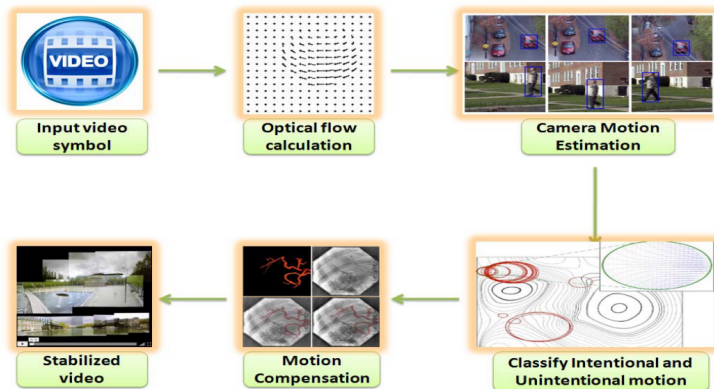 VIDEO
Input video
symbol
Optical flow
calculation
Camera Motion
Estimation
Classify Intentional and
Unintentional motion
Motion
Compensation
Stabilized
video